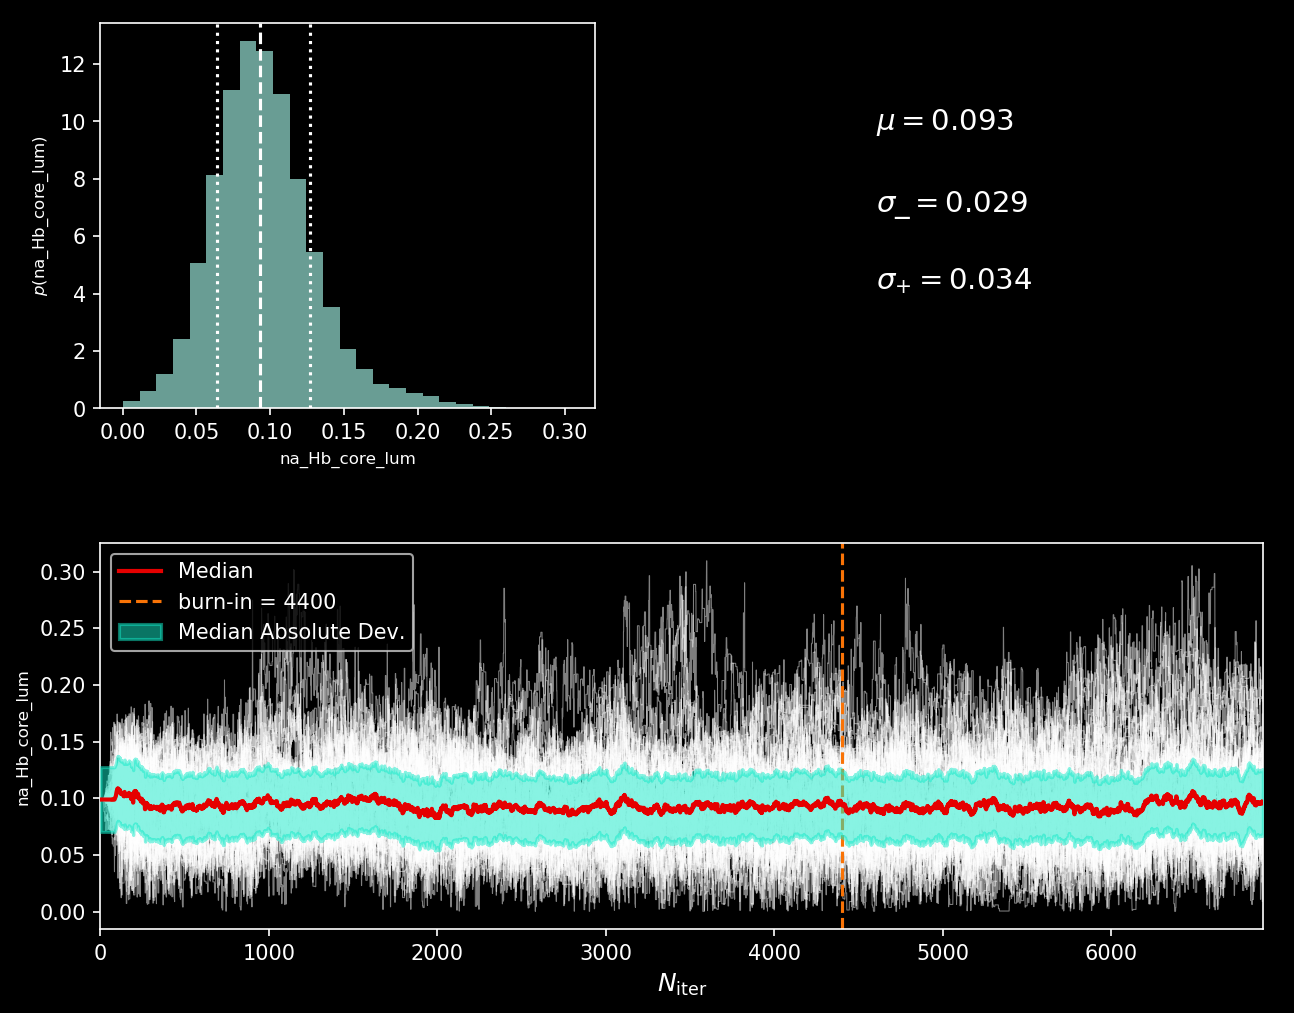 12
10
8
6
4
2
0
p(na_Hb_core_lum)
0.00 0.05 0.10 0.15 0.20 0.25 0.30
na_Hb_core_lum
μ = 0.093
σ₋ = 0.029
σ₊ = 0.034
0.30
0.25
0.20
0.15
0.10
0.05
0.00
na_Hb_core_lum
Median
burn-in = 4400
Median Absolute Dev.
0 1000 2000 3000 4000 5000 6000
N_iter